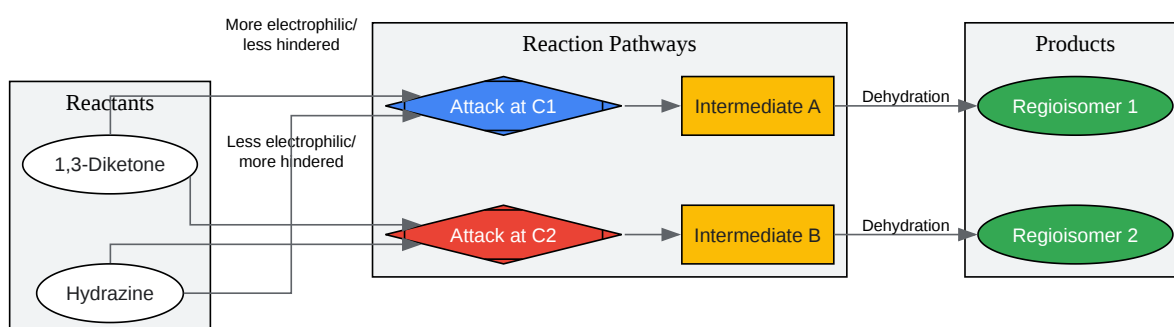 More electrophilic/
less hindered
Reaction Pathways
Products
Reactants
Attack at C1
Intermediate A
Dehydration
Regioisomer 1
Less electrophilic/
more hindered
1,3-Diketone
Attack at C2
Intermediate B
Dehydration
Regioisomer 2
Hydrazine